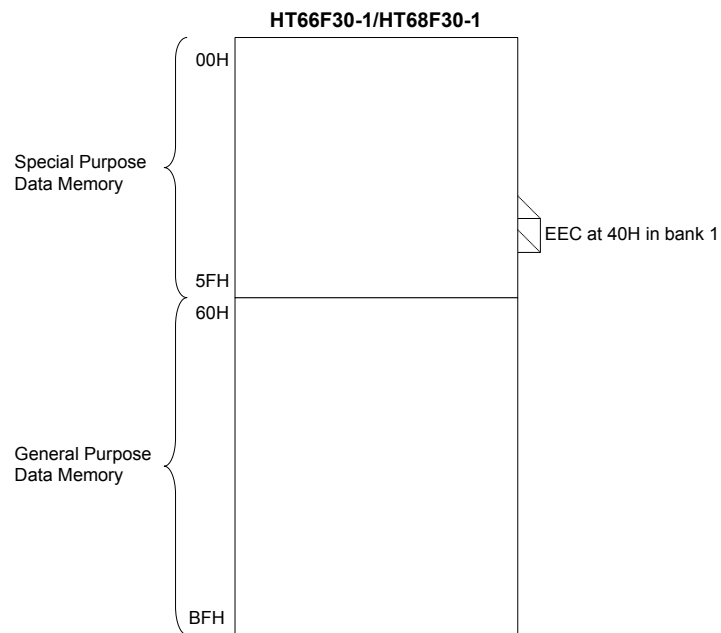 HT66F30-1/HT68F30-1
00H
Special Purpose
Data Memory
EEC at 40H in bank 1
5FH
60H
General Purpose
Data Memory
BFH